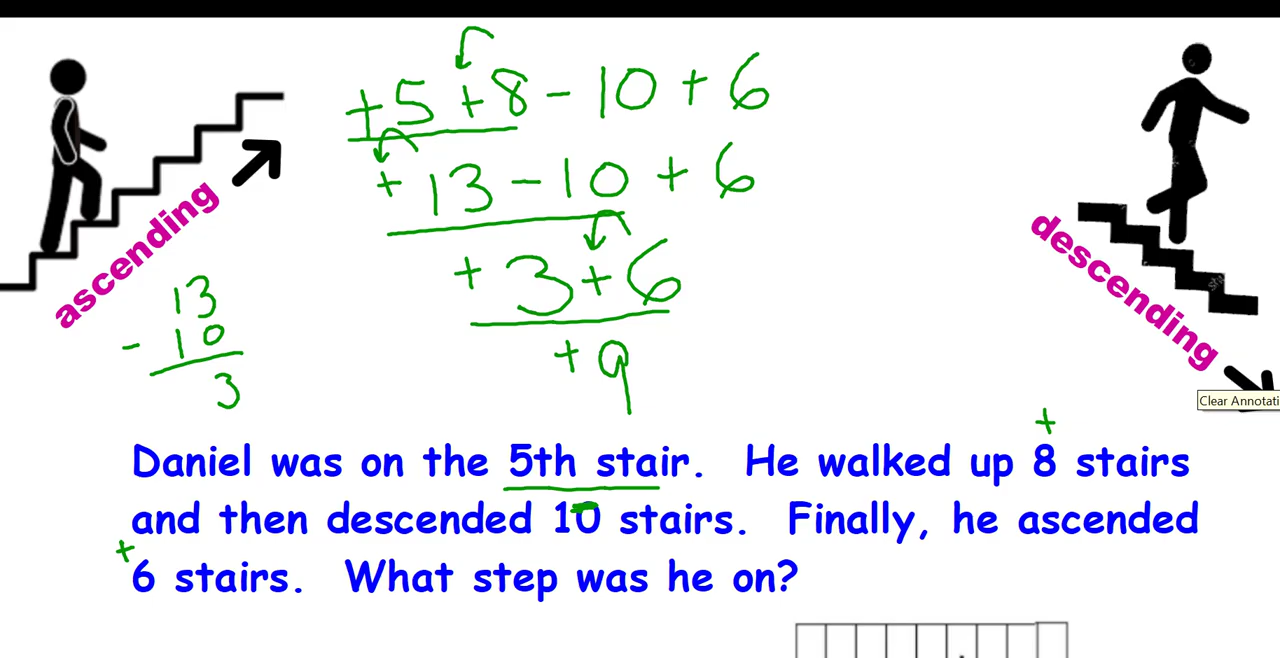 +5 + 8 - 10 + 6
+ 13 - 10 + 6
+ 3 + 6
+ 9
ascending
13
- 10
3
descending
Clear Annotati
+
Daniel was on the 5th stair. He walked up 8 stairs
and then descended 10 stairs. Finally, he ascended
+
6 stairs. What step was he on?